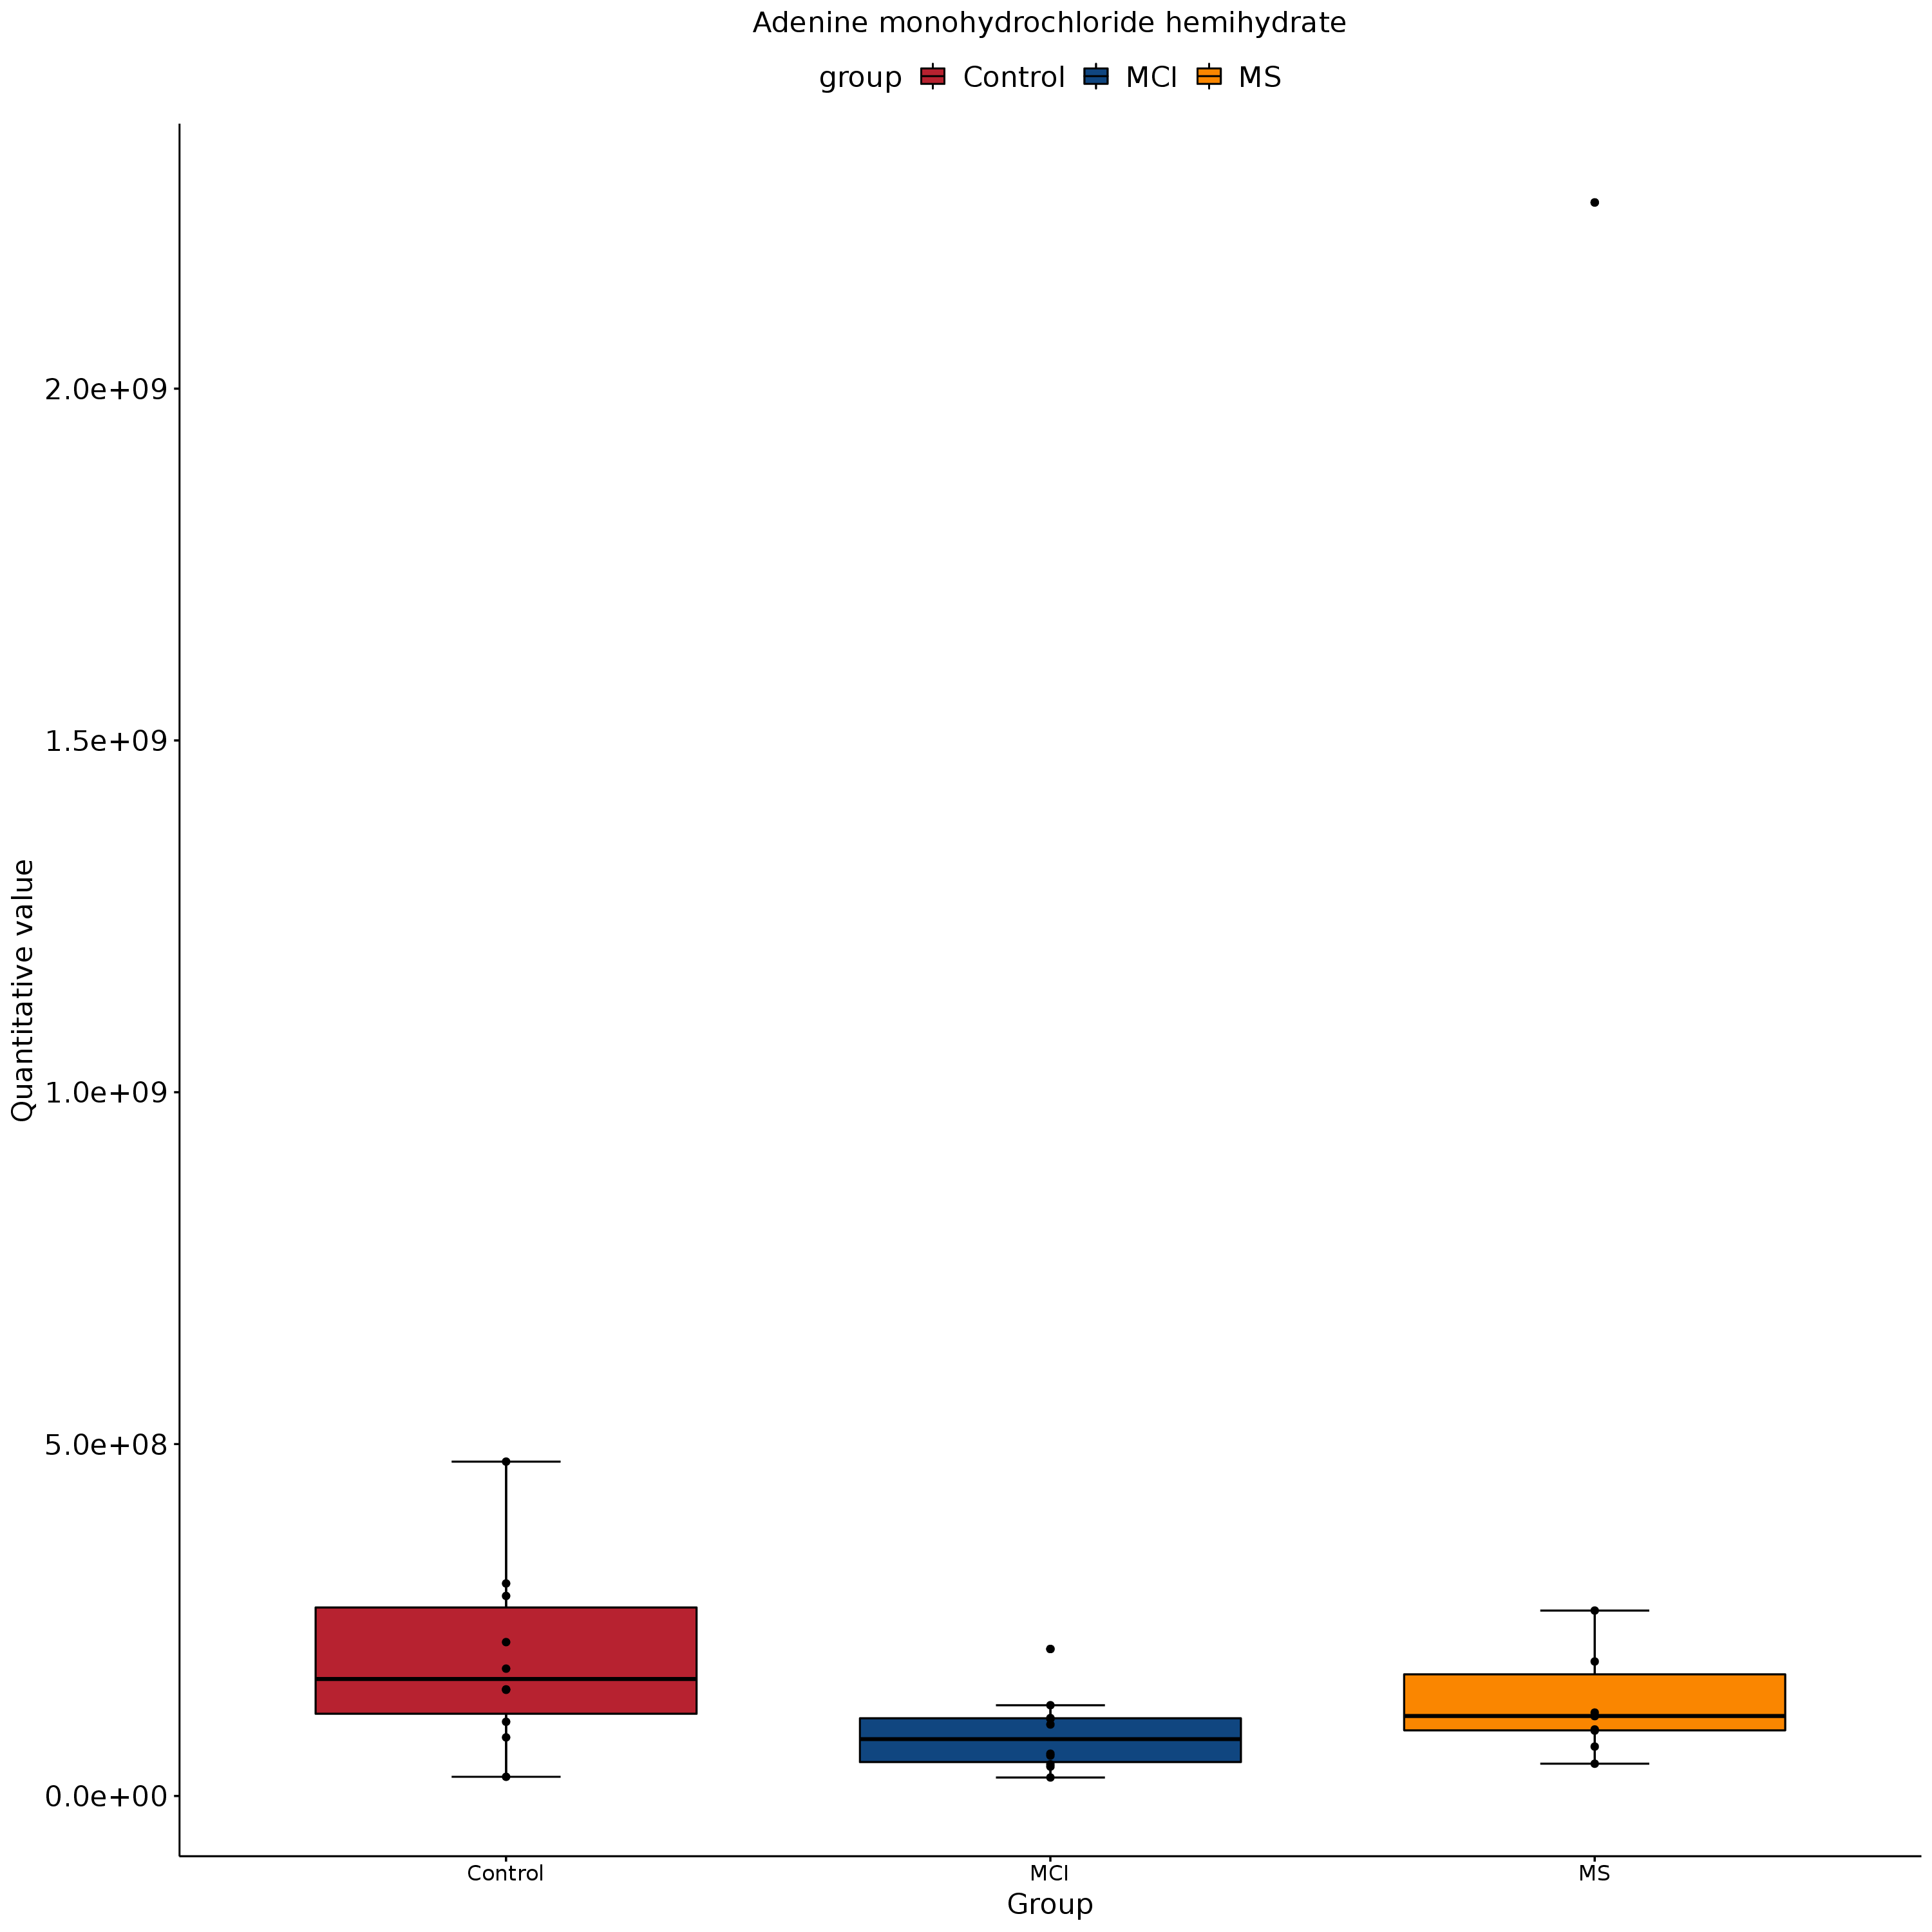 Adenine monohydrochloride hemihydrate
group Control MCI MS
Quantitative value
2.0e+09
1.5e+09
1.0e+09
5.0e+08
0.0e+00
Control MCI MS
Group